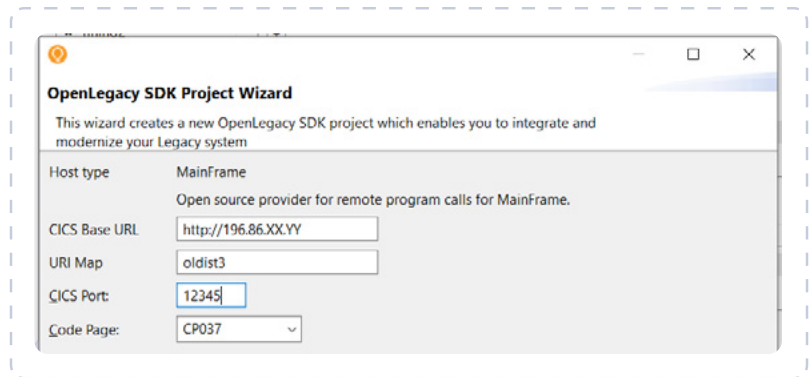 OpenLegacy SDK Project Wizard
This wizard creates a new OpenLegacy SDK project which enables you to integrate and
modernize your Legacy system
Host type MainFrame
Open source provider for remote program calls for MainFrame.
CICS Base URL http://196.86.XX.YY
URI Map oldist3
CICS Port: 12345
Code Page: CP037